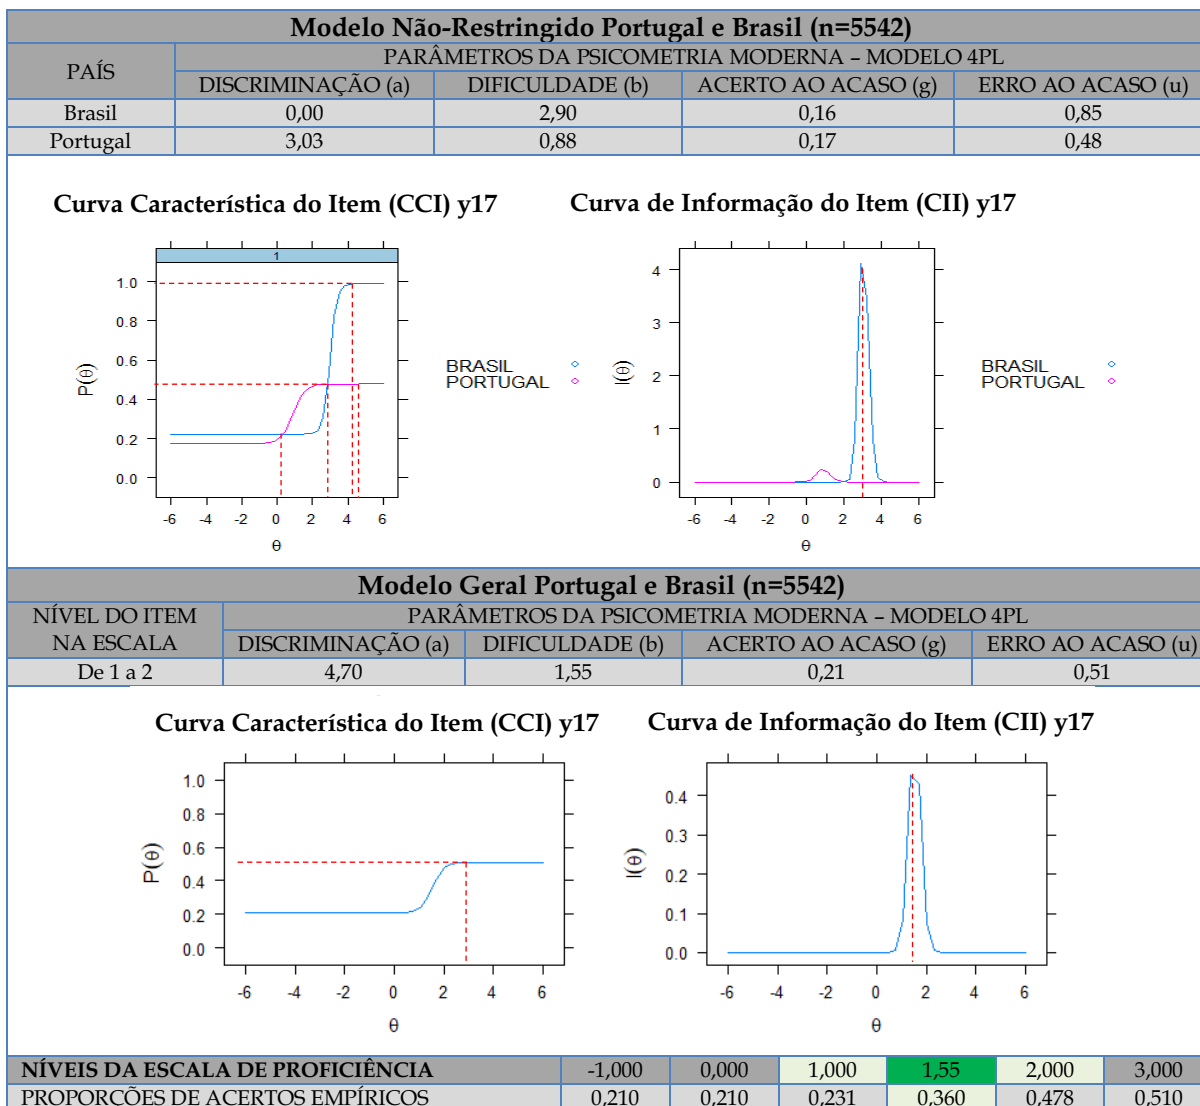 Modelo Não-Restringido Portugal e Brasil (n=5542)
PAÍS
PARÂMETROS DA PSICOMETRIA MODERNA – MODELO 4PL
DISCRIMINAÇÃO (a) DIFICULDADE (b) ACERTO AO ACASO (g) ERRO AO ACASO (u)
Brasil 0,00 2,90 0,16 0,85
Portugal 3,03 0,88 0,17 0,48
Curva Característica do Item (CCI) y17
1
P(θ)
1.0
0.8
0.6
0.4
0.2
0.0
-6 -4 -2 0 2 4 6
θ
BRASIL
PORTUGAL
Curva de Informação do Item (CII) y17
I(θ)
4
3
2
1
0
-6 -4 -2 0 2 4 6
θ
BRASIL
PORTUGAL
Modelo Geral Portugal e Brasil (n=5542)
NÍVEL DO ITEM
NA ESCALA
PARÂMETROS DA PSICOMETRIA MODERNA – MODELO 4PL
DISCRIMINAÇÃO (a) DIFICULDADE (b) ACERTO AO ACASO (g) ERRO AO ACASO (u)
De 1 a 2 4,70 1,55 0,21 0,51
Curva Característica do Item (CCI) y17
P(θ)
1.0
0.8
0.6
0.4
0.2
0.0
-6 -4 -2 0 2 4 6
θ
Curva de Informação do Item (CII) y17
I(θ)
0.4
0.3
0.2
0.1
0.0
-6 -4 -2 0 2 4 6
θ
NÍVEIS DA ESCALA DE PROFICIÊNCIA -1,000 0,000 1,000 1,55 2,000 3,000
PROPORÇÕES DE ACERTOS EMPÍRICOS 0,210 0,210 0,231 0,360 0,478 0,510